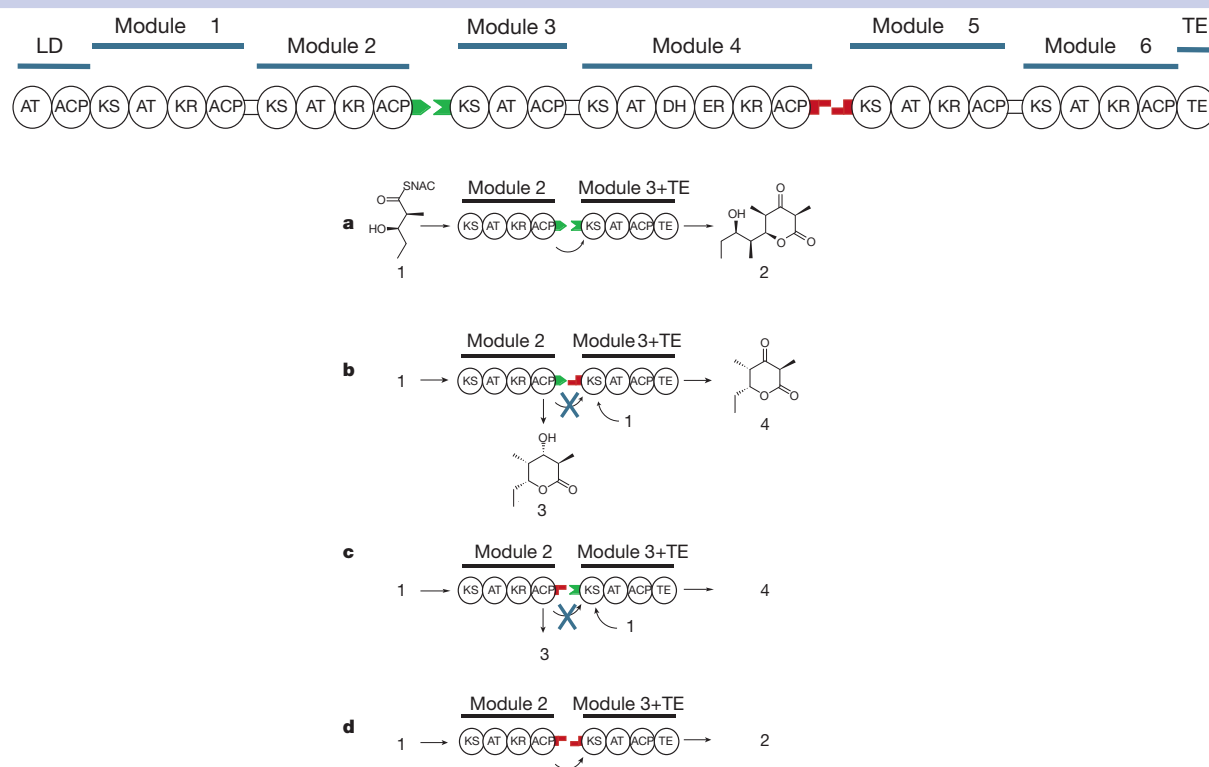 LD Module 1 Module 2 Module 3 Module 4 Module 5 Module 6 TE
AT ACP KS AT KR ACP KS AT KR ACP KS AT ACP KS AT DH ER KR ACP KS AT KR ACP KS AT KR ACP TE
a
SNAC
O
HO
1
Module 2 Module 3+TE
KS AT KR ACP KS AT ACP TE
O
OH
O
O
2
b
1
Module 2 Module 3+TE
KS AT KR ACP KS AT ACP TE
1
OH
O
O
3
O
O
O
4
c
1
Module 2 Module 3+TE
KS AT KR ACP KS AT ACP TE
1
3
4
d
1
Module 2 Module 3+TE
KS AT KR ACP KS AT ACP TE
2